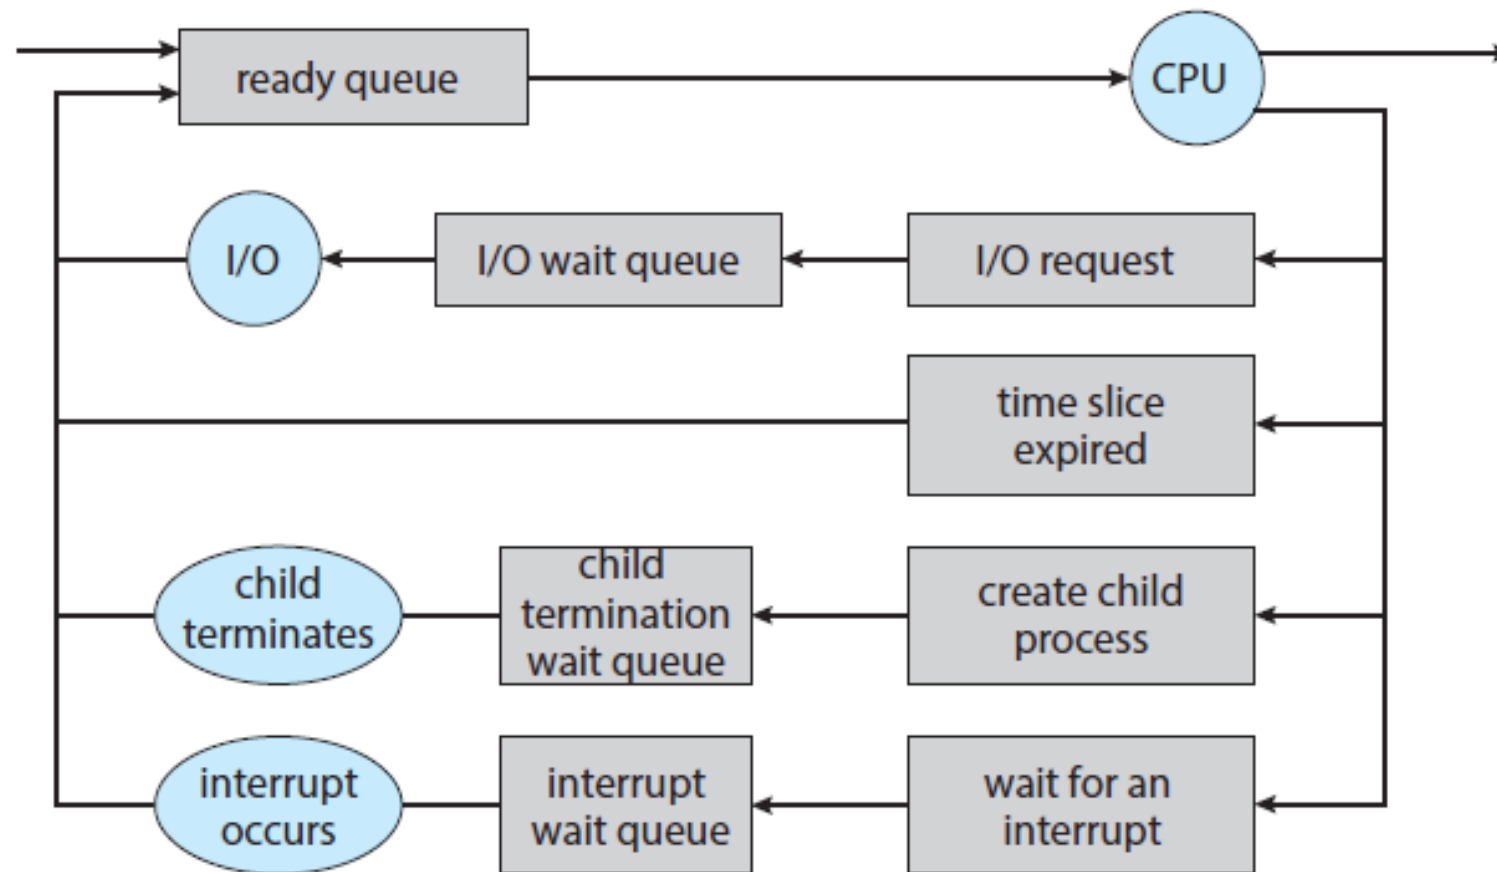 ready queue
CPU
I/O
I/O wait queue
I/O request
time slice
expired
child
terminates
child
termination
wait queue
create child
process
interrupt
occurs
interrupt
wait queue
wait for an
interrupt